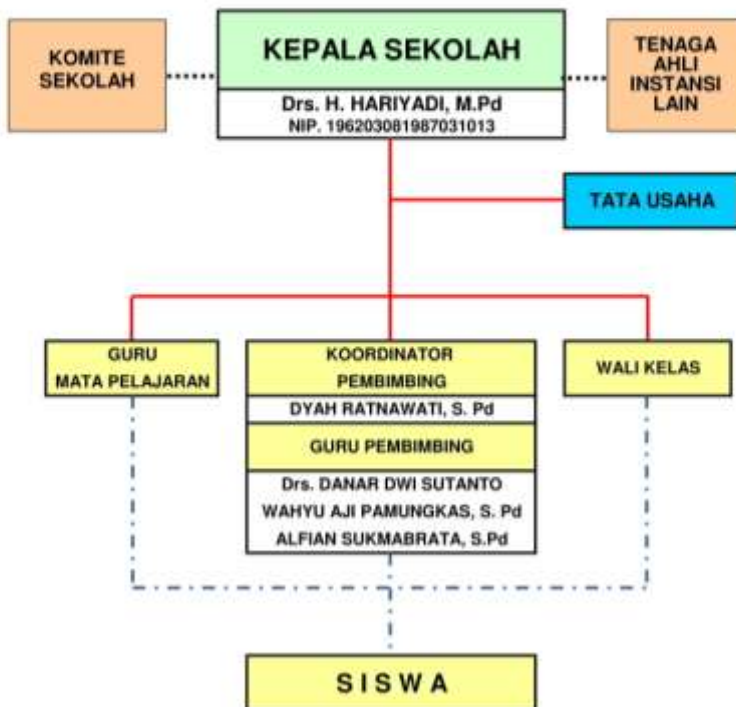 KOMITE
SEKOLAH
KEPALA SEKOLAH
Drs. H. HARIYADI, M.Pd
NIP. 196203081987031013
TENAGA
AHLI
INSTANSI
LAIN
TATA USAHA
GURU
MATA PELAJARAN
KOORDINATOR
PEMBIMBING
DYAH RATNAWATI, S. Pd
GURU PEMBIMBING
Drs. DANAR DWI SUTANTO
WAHYU AJI PAMUNGKAS, S. Pd
ALFIAN SUKMABRATA, S.Pd
WALI KELAS
S I S W A